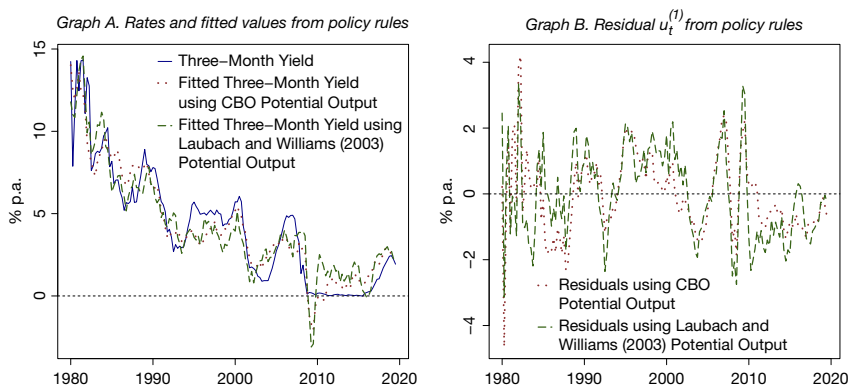 Graph A. Rates and fitted values from policy rules
15
10
5
0
% p.a.
Three−Month Yield
Fitted Three−Month Yield
using CBO Potential Output
Fitted Three−Month Yield using
Laubach and Williams (2003)
Potential Output
1980 1990 2000 2010 2020
Graph B. Residual u_t^(1) from policy rules
4
2
0
−2
−4
% p.a.
Residuals using CBO
Potential Output
Residuals using Laubach and
Williams (2003) Potential Output
1980 1990 2000 2010 2020